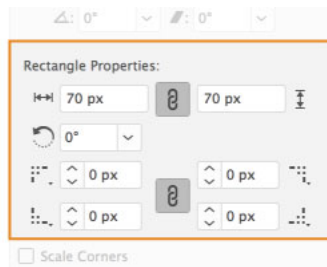 0° 0°
Rectangle Properties:
70 px 70 px
0°
0 px 0 px
0 px 0 px
Scale Corners